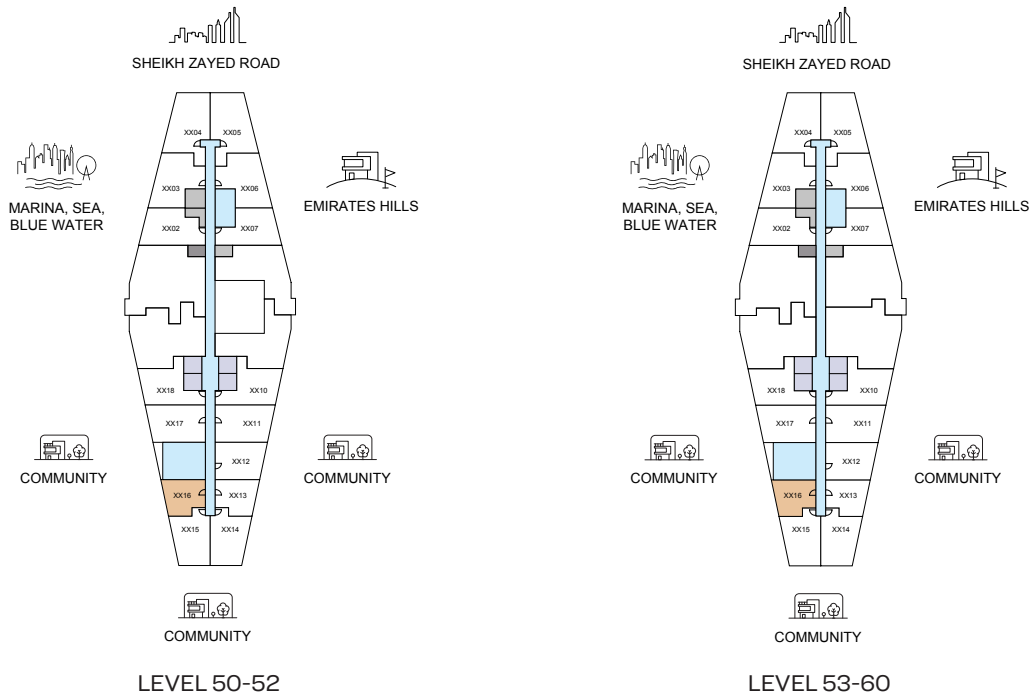 SHEIKH ZAYED ROAD
XX04
XX05
MARINA, SEA,
BLUE WATER
XX03
XX06
EMIRATES HILLS
XX02
XX07
XX18
XX10
XX17
XX11
COMMUNITY
XX12
COMMUNITY
XX16
XX13
XX15
XX14
COMMUNITY
LEVEL 50-52
SHEIKH ZAYED ROAD
XX04
XX05
MARINA, SEA,
BLUE WATER
XX03
XX06
EMIRATES HILLS
XX02
XX07
XX18
XX10
XX17
XX11
COMMUNITY
XX12
COMMUNITY
XX16
XX13
XX15
XX14
COMMUNITY
LEVEL 53-60